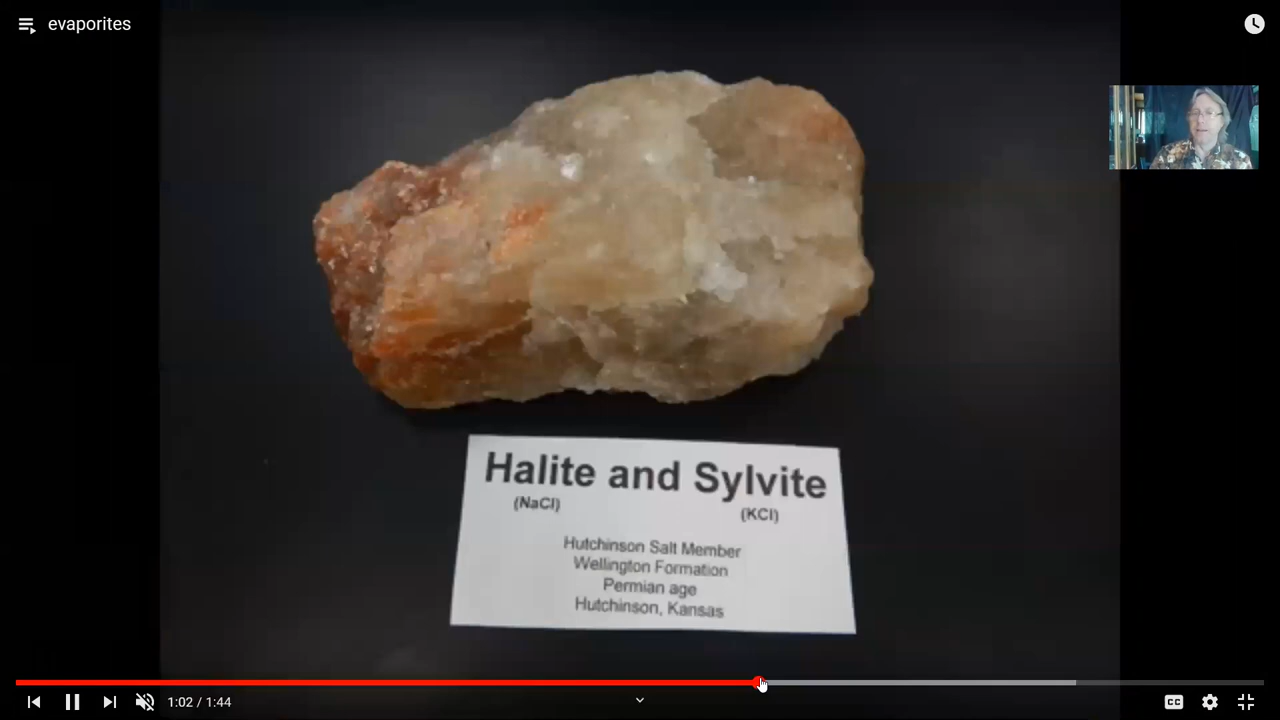 evaporites
Halite and Sylvite
(NaCl) (KCl)
Hutchinson Salt Member
Wellington Formation
Permian age
Hutchinson, Kansas
1:02 / 1:44
CC